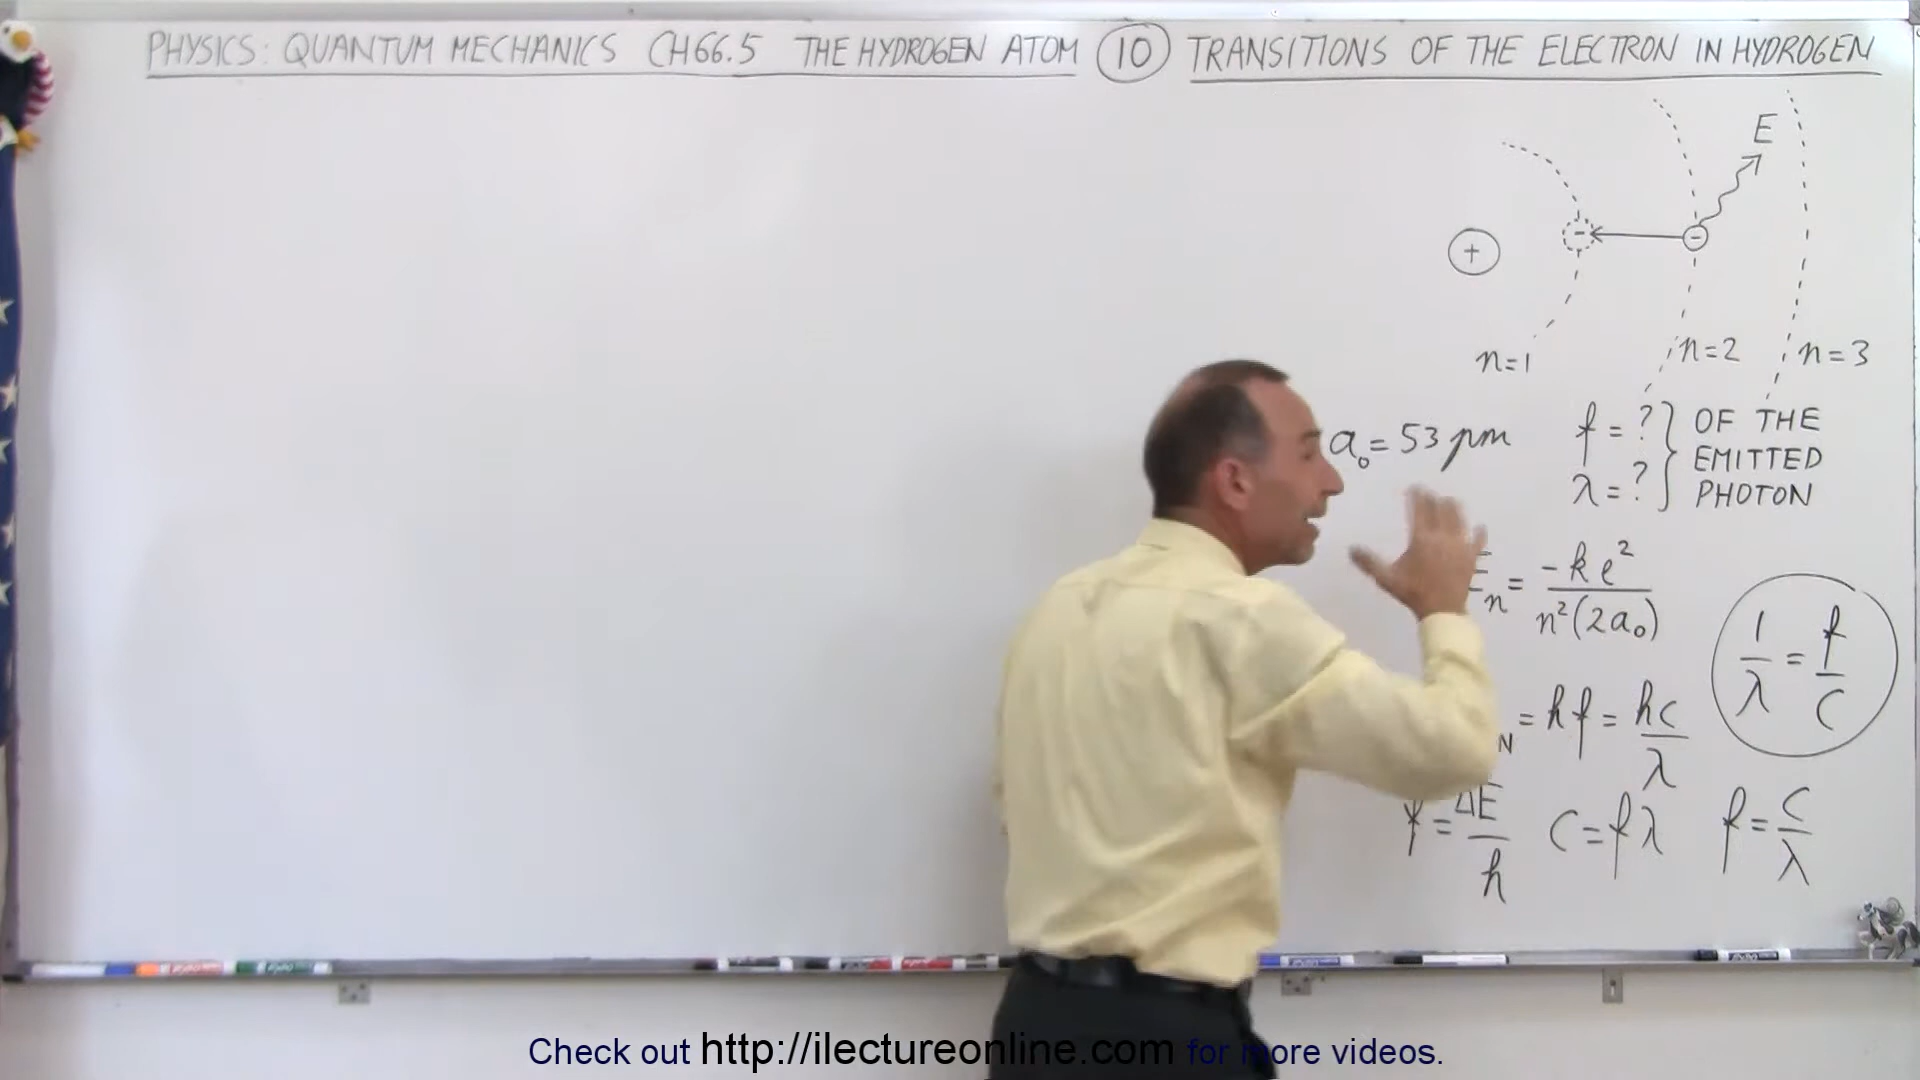 PHYSICS: QUANTUM MECHANICS CH66.5 THE HYDROGEN ATOM 10 TRANSITIONS OF THE ELECTRON IN HYDROGEN
E
- -
+
n=1 n=2 n=3
a₀ = 53 pm
f = ? } OF THE
λ = ? } EMITTED
PHOTON
Eₙ = -ke² / n²(2a₀)
1/λ = f/c
N = hf = hc/λ
f = ΔE/h c = fλ f = c/λ
Check out http://ilectureonline.com for more videos.